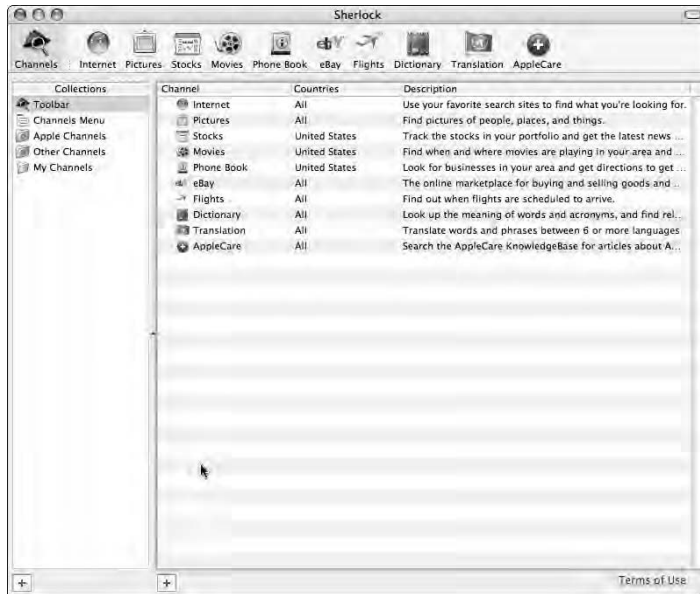 Sherlock
Channels Internet Pictures Stocks Movies Phone Book eBay Flights Dictionary Translation AppleCare
Collections
Toolbar
Channels Menu
Apple Channels
Other Channels
My Channels
Channel Countries Description
Internet All Use your favorite search sites to find what you're looking for.
Pictures All Find pictures of people, places, and things.
Stocks United States Track the stocks in your portfolio and get the latest news ...
Movies United States Find when and where movies are playing in your area and ...
Phone Book United States Look for businesses in your area and get directions to get ...
eBay All The online marketplace for buying and selling goods and ...
Flights All Find out when flights are scheduled to arrive.
Dictionary All Look up the meaning of words and acronyms, and find rel...
Translation All Translate words and phrases between 6 or more languages
AppleCare All Search the AppleCare KnowledgeBase for articles about A...
+ + Terms of Use